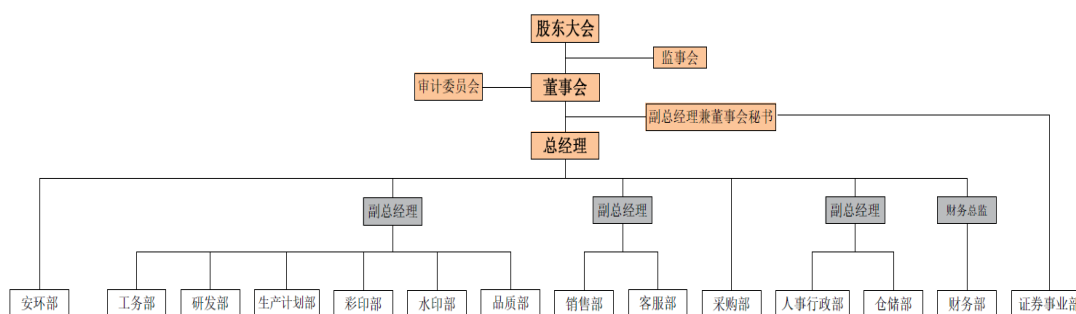 股东大会
监事会
审计委员会
董事会
副总经理兼董事会秘书
总经理
副总经理
副总经理
副总经理
财务总监
安环部
工务部
研发部
生产计划部
彩印部
水印部
品质部
销售部
客服部
采购部
人事行政部
仓储部
财务部
证券事业部